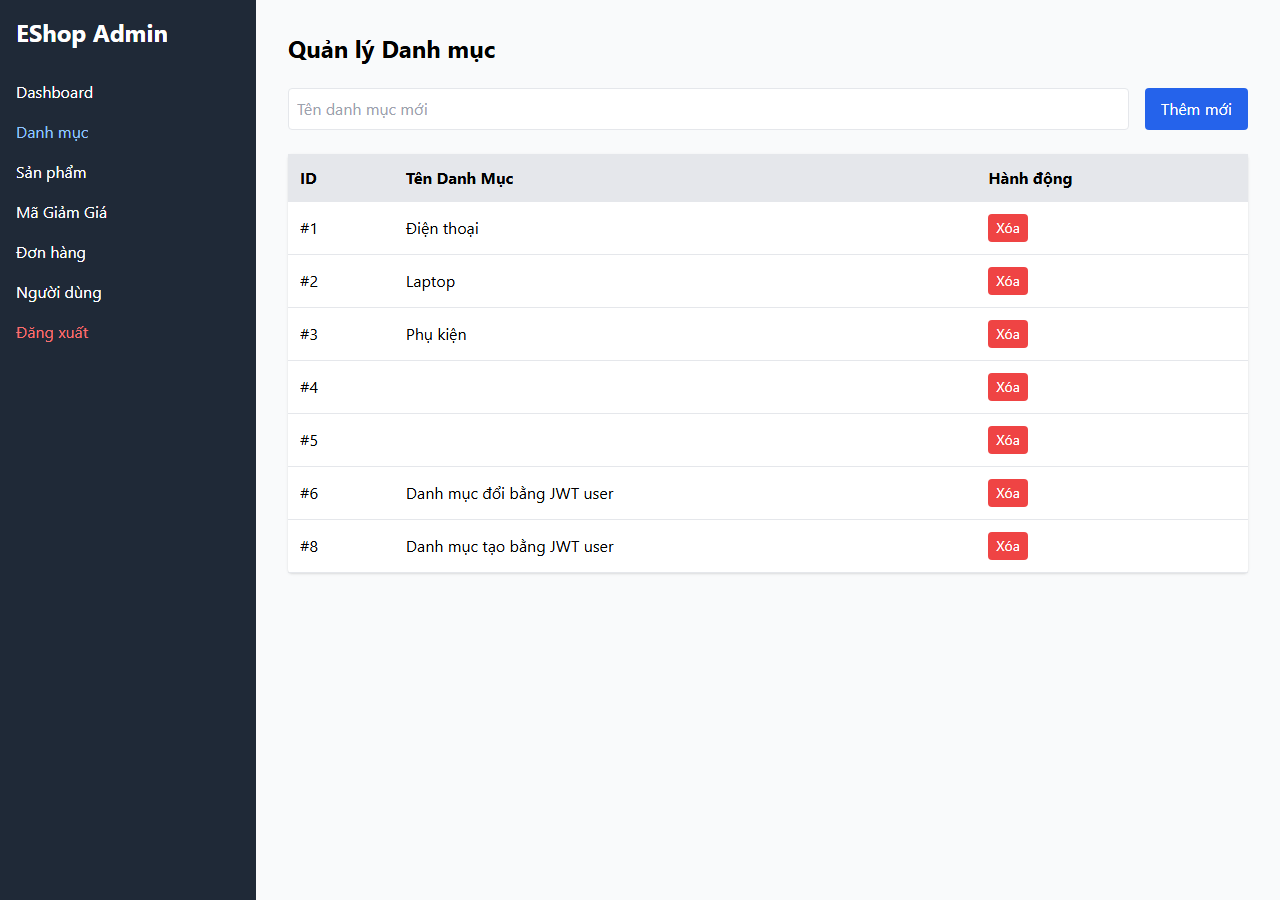 EShop Admin
Dashboard
Danh mục
Sản phẩm
Mã Giảm Giá
Đơn hàng
Người dùng
Đăng xuất
Quản lý Danh mục
Tên danh mục mới
Thêm mới
ID Tên Danh Mục Hành động
#1 Điện thoại Xóa
#2 Laptop Xóa
#3 Phụ kiện Xóa
#4 Xóa
#5 Xóa
#6 Danh mục đổi bằng JWT user Xóa
#8 Danh mục tạo bằng JWT user Xóa